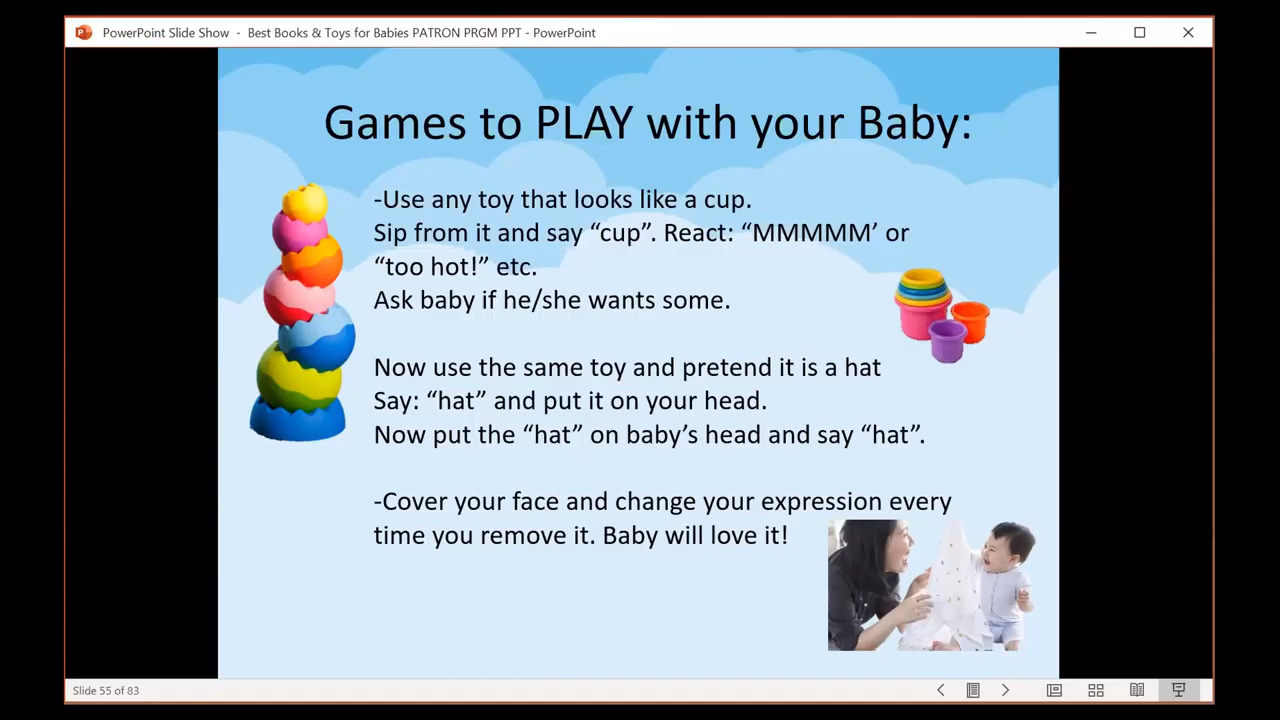 PowerPoint Slide Show - Best Books & Toys for Babies PATRON PRGM PPT - PowerPoint
Games to PLAY with your Baby:
-Use any toy that looks like a cup.
Sip from it and say “cup”. React: “MMMMM’ or
“too hot!” etc.
Ask baby if he/she wants some.
Now use the same toy and pretend it is a hat
Say: “hat” and put it on your head.
Now put the “hat” on baby’s head and say “hat”.
-Cover your face and change your expression every
time you remove it. Baby will love it!
Slide 55 of 83